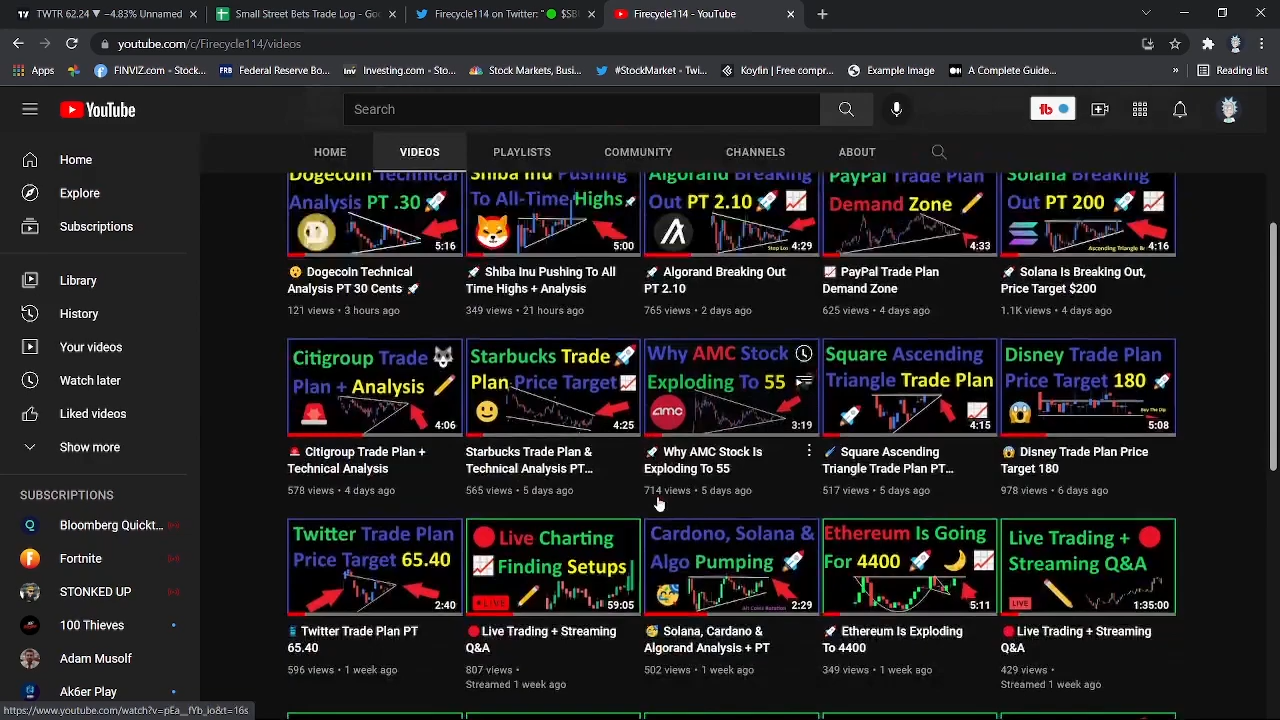 TWTR 62.24 ▼ −4.83% Unnamed
Small Street Bets Trade Log - Go
Firecycle114 on Twitter: "🟢 $SB
Firecycle114 - YouTube
youtube.com/c/Firecycle114/videos
Apps
FINVIZ.com - Stock...
Federal Reserve Bo...
Investing.com - Sto...
Stock Markets, Busi...
#StockMarket - Twi...
Koyfin | Free compr...
Example Image
A Complete Guide...
»
Reading list
YouTube
Search
HOME
VIDEOS
PLAYLISTS
COMMUNITY
CHANNELS
ABOUT
Home
Explore
Subscriptions
Library
History
Your videos
Watch later
Liked videos
Show more
SUBSCRIPTIONS
Bloomberg Quickt...
Fortnite
STONKED UP
100 Thieves
Adam Musolf
Ak6er Play
Dogecoin Technical
Analysis PT .30 🚀
5:16
😮 Dogecoin Technical
Analysis PT 30 Cents 🚀
121 views • 3 hours ago
Shiba Inu Pushing
To All-Time Highs 🚀
5:00
🚀 Shiba Inu Pushing To All
Time Highs + Analysis
349 views • 21 hours ago
Algorand Breaking
Out PT 2.10 🚀 📈
4:29
🚀 Algorand Breaking Out
PT 2.10
765 views • 2 days ago
PayPal Trade Plan
Demand Zone ✏️
4:33
📈 PayPal Trade Plan
Demand Zone
625 views • 4 days ago
Solana Breaking
Out PT 200 🚀 📈
Ascending Triangle Br
4:16
🚀 Solana Is Breaking Out,
Price Target $200
1.1K views • 4 days ago
Citigroup Trade 🐺
Plan + Analysis ✏️
4:06
🚨 Citigroup Trade Plan +
Technical Analysis
578 views • 4 days ago
Starbucks Trade 🚀
Plan Price Target 📈
4:25
Starbucks Trade Plan &
Technical Analysis PT...
565 views • 5 days ago
Why AMC Stock
Exploding To 55
amc
3:19
🚀 Why AMC Stock Is
Exploding To 55
714 views • 5 days ago
Square Ascending
Triangle Trade Plan
4:15
Square Ascending
Triangle Trade Plan PT...
517 views • 5 days ago
Disney Trade Plan
Price Target 180 🚀
Buy The Dip
5:08
😱 Disney Trade Plan Price
Target 180
978 views • 6 days ago
Twitter Trade Plan
Price Target 65.40
2:40
Twitter Trade Plan PT
65.40
596 views • 1 week ago
🔴 Live Charting
📈 Finding Setups
LIVE
59:05
🔴Live Trading + Streaming
Q&A
807 views •
Streamed 1 week ago
Cardono, Solana &
Algo Pumping 🚀
Alt Coins Rotation
2:29
🥳 Solana, Cardano &
Algorand Analysis + PT
502 views • 1 week ago
Ethereum Is Going
For 4400 🚀 🌙 📈
5:11
🚀 Ethereum Is Exploding
To 4400
349 views • 1 week ago
Live Trading + 🔴
Streaming Q&A
LIVE
1:35:00
🔴Live Trading + Streaming
Q&A
429 views •
Streamed 1 week ago
https://www.youtube.com/watch?v=pEa__fYb_io&t=16s